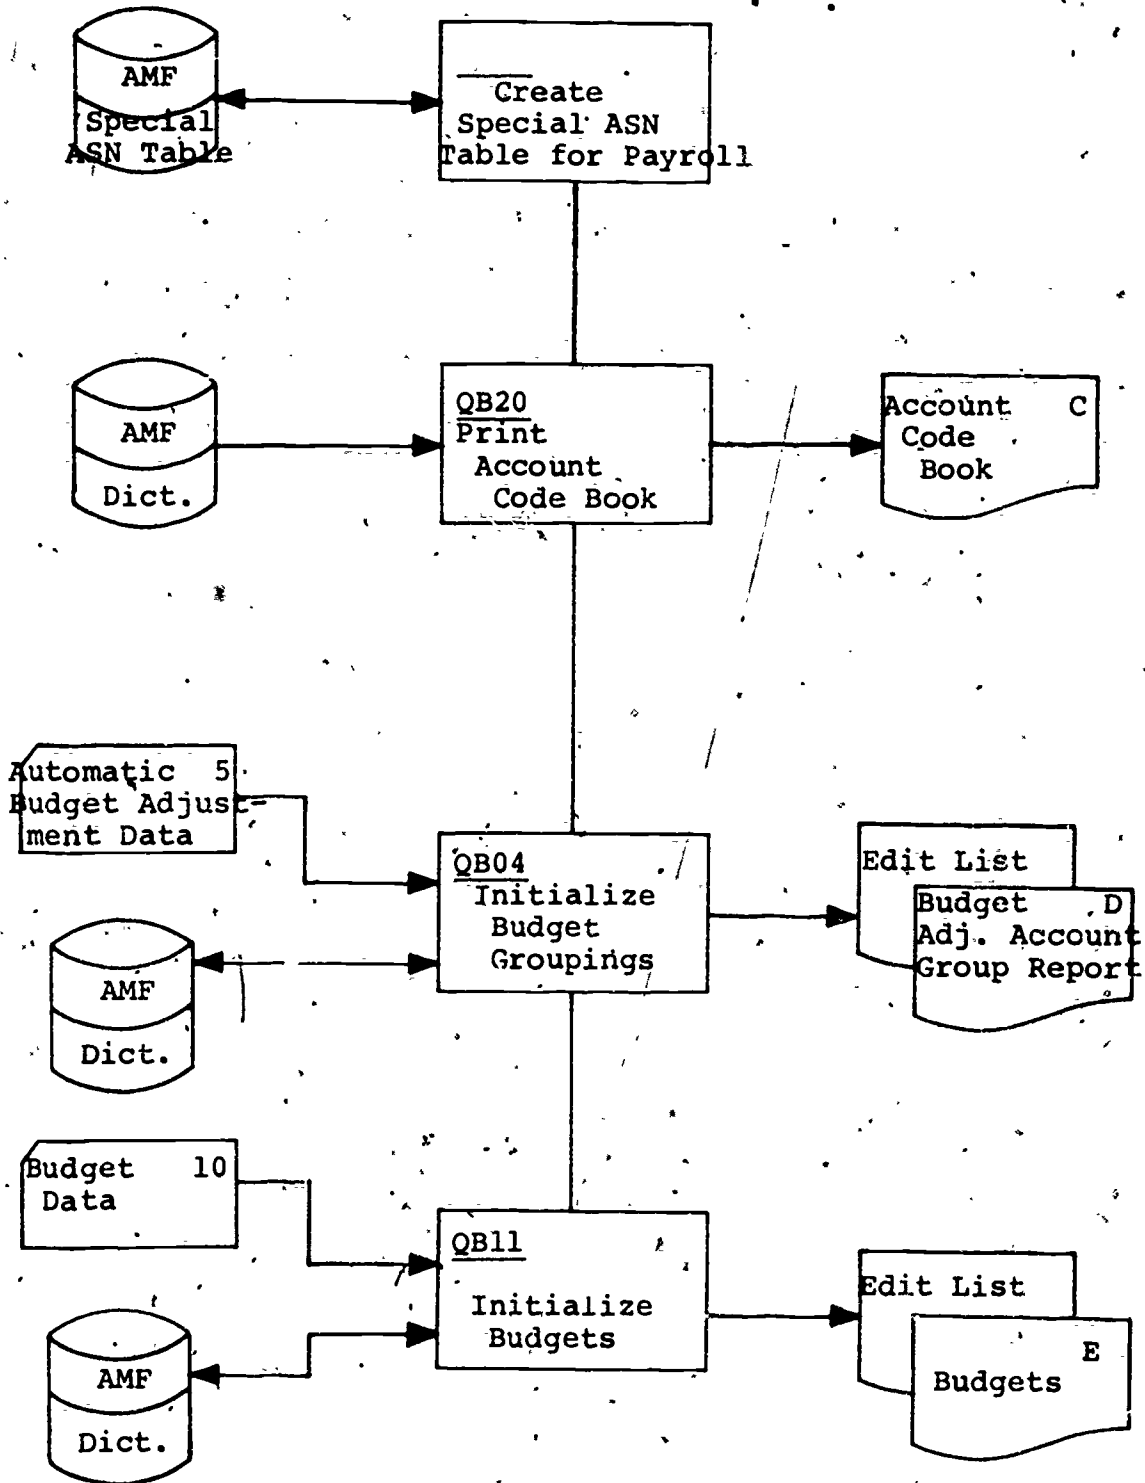 AMF
Special
ASN Table
Create
Special ASN
Table for Payroll
AMF
Dict.
QB20
Print
Account
Code Book
Account C
Code
Book
Automatic 5
Budget Adjust-
ment Data
QB04
Initialize
Budget
Groupings
Edit List
Budget D
Adj. Account
Group Report
AMF
Dict.
Budget 10
Data
QB11
Initialize
Budgets
Edit List
E
Budgets
AMF
Dict.